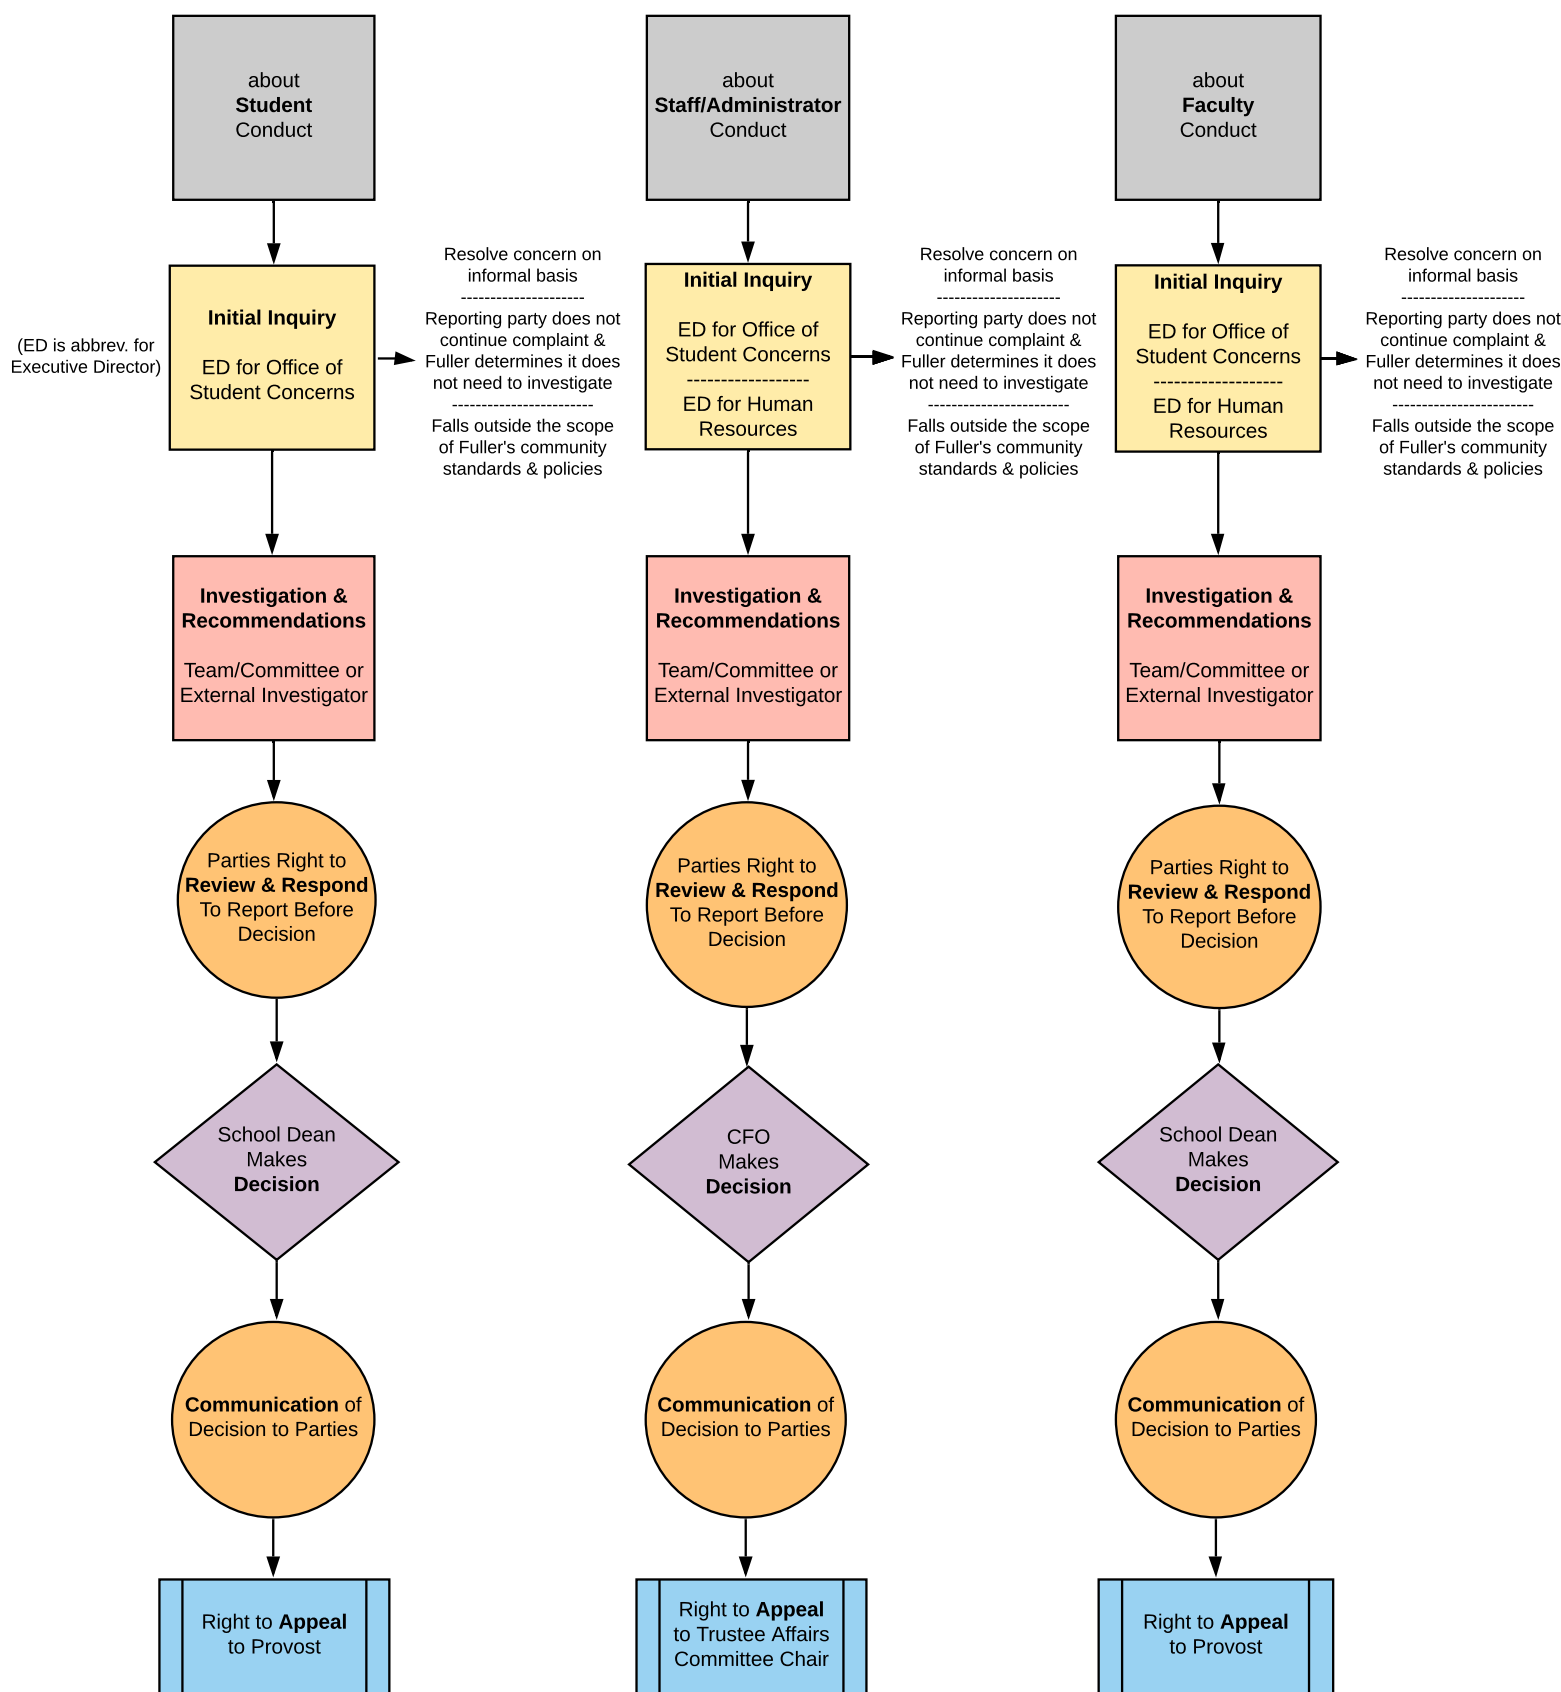 about
Student
Conduct
about
Staff/Administrator
Conduct
about
Faculty
Conduct
(ED is abbrev. for
Executive Director)
Initial Inquiry
ED for Office of
Student Concerns
Resolve concern on
informal basis
---------------------
Reporting party does not
continue complaint &
Fuller determines it does
not need to investigate
------------------------
Falls outside the scope
of Fuller's community
standards & policies
Initial Inquiry
ED for Office of
Student Concerns
------------------
ED for Human
Resources
Resolve concern on
informal basis
---------------------
Reporting party does not
continue complaint &
Fuller determines it does
not need to investigate
------------------------
Falls outside the scope
of Fuller's community
standards & policies
Initial Inquiry
ED for Office of
Student Concerns
-------------------
ED for Human
Resources
Resolve concern on
informal basis
---------------------
Reporting party does not
continue complaint &
Fuller determines it does
not need to investigate
------------------------
Falls outside the scope
of Fuller's community
standards & policies
Investigation &
Recommendations
Team/Committee or
External Investigator
Investigation &
Recommendations
Team/Committee or
External Investigator
Investigation &
Recommendations
Team/Committee or
External Investigator
Parties Right to
Review & Respond
To Report Before
Decision
Parties Right to
Review & Respond
To Report Before
Decision
Parties Right to
Review & Respond
To Report Before
Decision
School Dean
Makes
Decision
CFO
Makes
Decision
School Dean
Makes
Decision
Communication of
Decision to Parties
Communication of
Decision to Parties
Communication of
Decision to Parties
Right to Appeal
to Provost
Right to Appeal
to Trustee Affairs
Committee Chair
Right to Appeal
to Provost